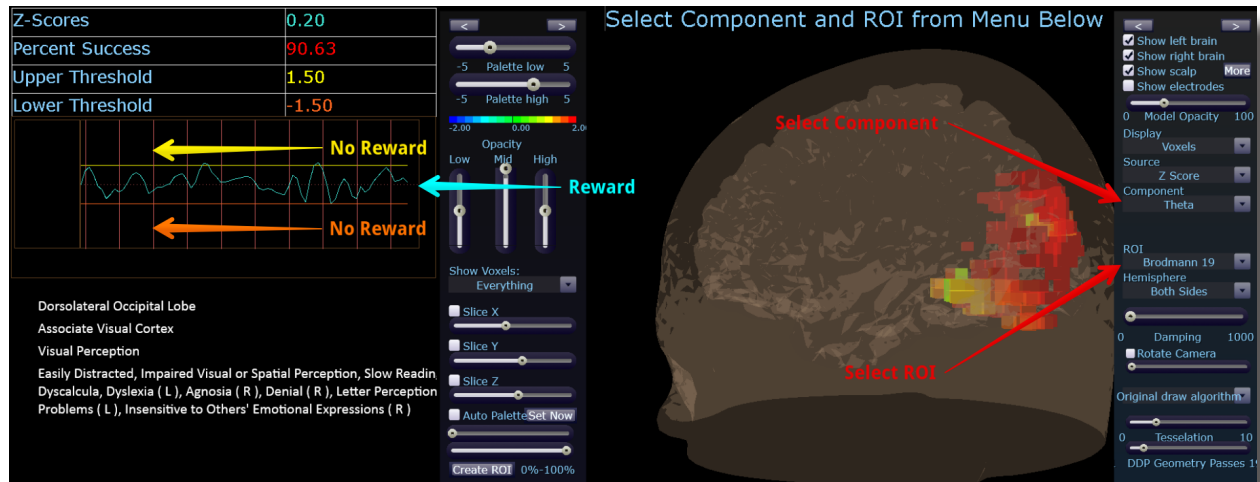 Z-Scores 0.20
Percent Success 90.63
Upper Threshold 1.50
Lower Threshold -1.50
No Reward
Reward
No Reward
Dorsolateral Occipital Lobe
Associate Visual Cortex
Visual Perception
Easily Distracted, Impaired Visual or Spatial Perception, Slow Readin
Dyscalcula, Dyslexia ( L ), Agnosia ( R ), Denial ( R ), Letter Perception
Problems ( L ), Insensitive to Others' Emotional Expressions ( R )
< >
-5 Palette low 5
-5 Palette high 5
-2.00 0.00 2.0
Opacity
Low Mid High
Show Voxels:
Everything
Slice X
Slice Y
Slice Z
Auto Palette Set Now
Create ROI 0%-100%
Select Component and ROI from Menu Below
Select Component
Select ROI
< >
Show left brain
Show right brain
Show scalp More
Show electrodes
0 Model Opacity 100
Display
Voxels
Source
Z Score
Component
Theta
ROI
Brodmann 19
Hemisphere
Both Sides
0 Damping 1000
Rotate Camera
Original draw algorithm
0 Tesselation 10
DDP Geometry Passes 1